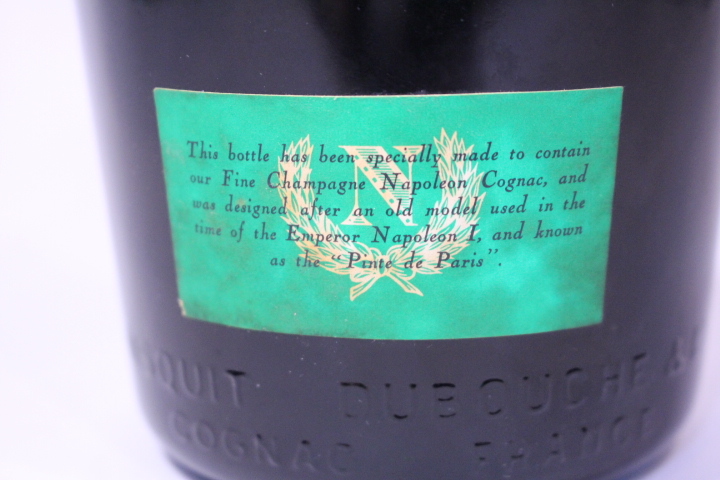 N
This bottle has been specially made to contain
our Fine Champagne Napoleon Cognac, and
was designed after an old model used in the
time of the Emperor Napoleon I, and known
as the "Pinte de Paris".
DUBOUCHE &
COGNAC FRANCE